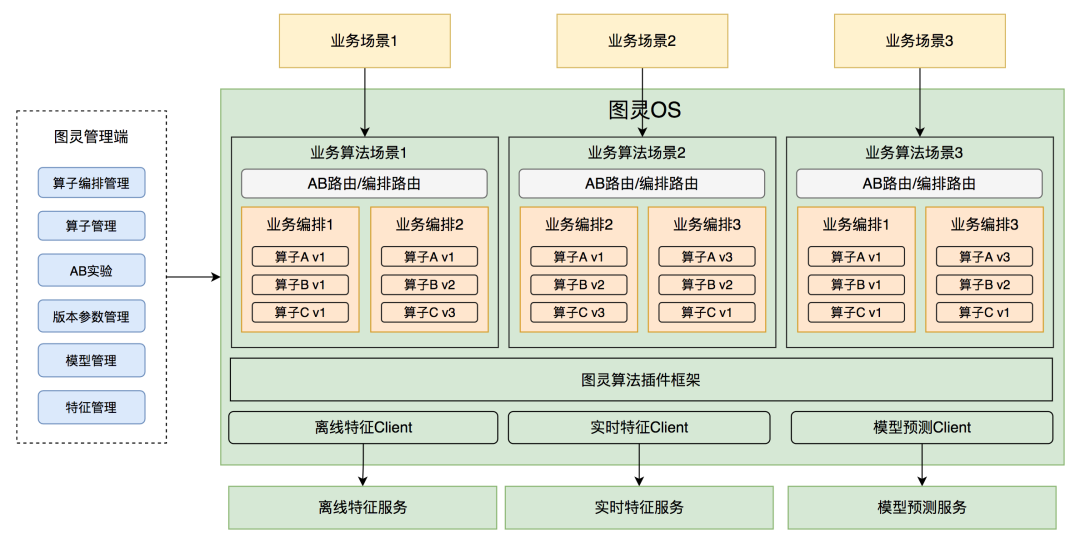 业务场景1
业务场景2
业务场景3
图灵OS
图灵管理端
算子编排管理
算子管理
AB实验
版本参数管理
模型管理
特征管理
业务算法场景1
AB路由/编排路由
业务编排1
算子A v1
算子B v1
算子C v1
业务编排2
算子A v1
算子B v2
算子C v3
业务算法场景2
AB路由/编排路由
业务编排2
算子A v1
算子B v2
算子C v3
业务编排3
算子A v3
算子B v2
算子C v1
业务算法场景3
AB路由/编排路由
业务编排1
算子A v1
算子B v1
算子C v1
业务编排3
算子A v3
算子B v2
算子C v1
图灵算法插件框架
离线特征Client
实时特征Client
模型预测Client
离线特征服务
实时特征服务
模型预测服务